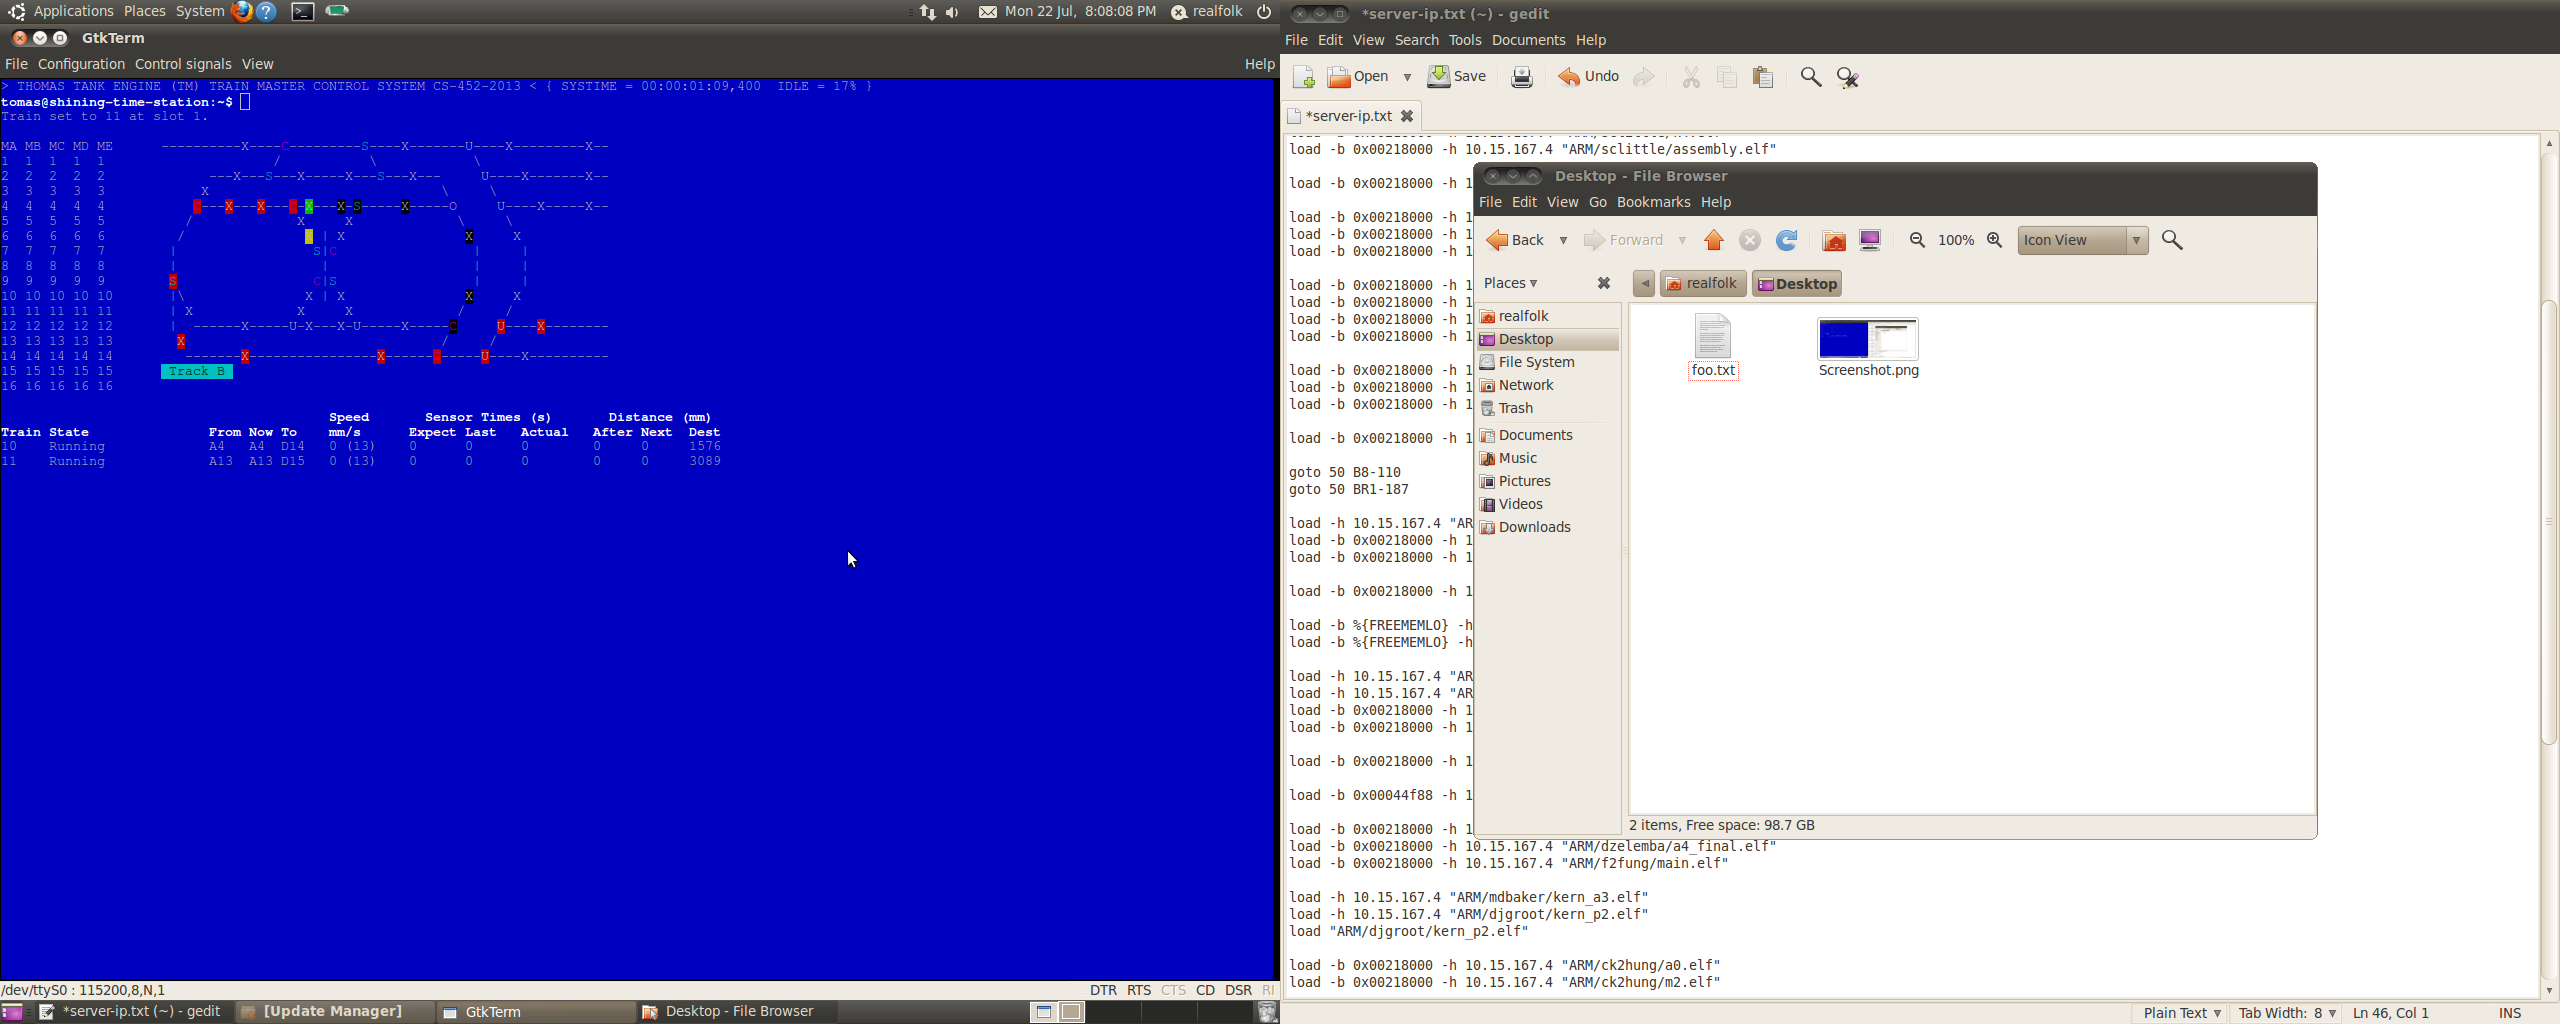 Applications Places System
Mon 22 Jul, 8:08:08 PM realfolk
GtkTerm
File Configuration Control signals View Help
> THOMAS TANK ENGINE (TM) TRAIN MASTER CONTROL SYSTEM CS-452-2013 < { SYSTIME = 00:00:01:09,400 IDLE = 17% }
tomas@shining-time-station:~$
Train set to 11 at slot 1.
MA MB MC MD ME
1 1 1 1 1
2 2 2 2 2
3 3 3 3 3
4 4 4 4 4
5 5 5 5 5
6 6 6 6 6
7 7 7 7 7
8 8 8 8 8
9 9 9 9 9
10 10 10 10 10
11 11 11 11 11
12 12 12 12 12
13 13 13 13 13
14 14 14 14 14
15 15 15 15 15
16 16 16 16 16
Track B
Speed Sensor Times (s) Distance (mm)
Train State From Now To mm/s Expect Last Actual After Next Dest
10 Running A4 A4 D14 0 (13) 0 0 0 0 0 1576
11 Running A13 A13 D15 0 (13) 0 0 0 0 0 3089
/dev/ttyS0 : 115200,8,N,1
DTR RTS CTS CD DSR RI
*server-ip.txt (~) - gedit
[Update Manager]
GtkTerm
Desktop - File Browser
*server-ip.txt (~) - gedit
File Edit View Search Tools Documents Help
Open Save Undo
*server-ip.txt
load -b 0x00218000 -h 10.15.167.4 "ARM/sclittle/assembly.elf"
load -b 0x00218000 -h 1
load -b 0x00218000 -h 1
load -b 0x00218000 -h 1
load -b 0x00218000 -h 1
load -b 0x00218000 -h 1
load -b 0x00218000 -h 1
load -b 0x00218000 -h 1
load -b 0x00218000 -h 1
load -b 0x00218000 -h 1
load -b 0x00218000 -h 1
load -b 0x00218000 -h 1
load -b 0x00218000 -h 1
goto 50 B8-110
goto 50 BR1-187
load -h 10.15.167.4 "AR
load -b 0x00218000 -h 1
load -b 0x00218000 -h 1
load -b 0x00218000 -h 1
load -b %{FREEMEMLO} -h
load -b %{FREEMEMLO} -h
load -h 10.15.167.4 "AR
load -h 10.15.167.4 "AR
load -b 0x00218000 -h 1
load -b 0x00218000 -h 1
load -b 0x00218000 -h 1
load -b 0x00044f88 -h 1
load -b 0x00218000 -h 1
load -b 0x00218000 -h 10.15.167.4 "ARM/dzelemba/a4_final.elf"
load -b 0x00218000 -h 10.15.167.4 "ARM/f2fung/main.elf"
load -h 10.15.167.4 "ARM/mdbaker/kern_a3.elf"
load -h 10.15.167.4 "ARM/djgroot/kern_p2.elf"
load "ARM/djgroot/kern_p2.elf"
load -b 0x00218000 -h 10.15.167.4 "ARM/ck2hung/a0.elf"
load -b 0x00218000 -h 10.15.167.4 "ARM/ck2hung/m2.elf"
Plain Text Tab Width: 8 Ln 46, Col 1 INS
Desktop - File Browser
File Edit View Go Bookmarks Help
Back Forward 100% Icon View
Places realfolk Desktop
realfolk
Desktop
File System
Network
Trash
Documents
Music
Pictures
Videos
Downloads
foo.txt
Screenshot.png
2 items, Free space: 98.7 GB